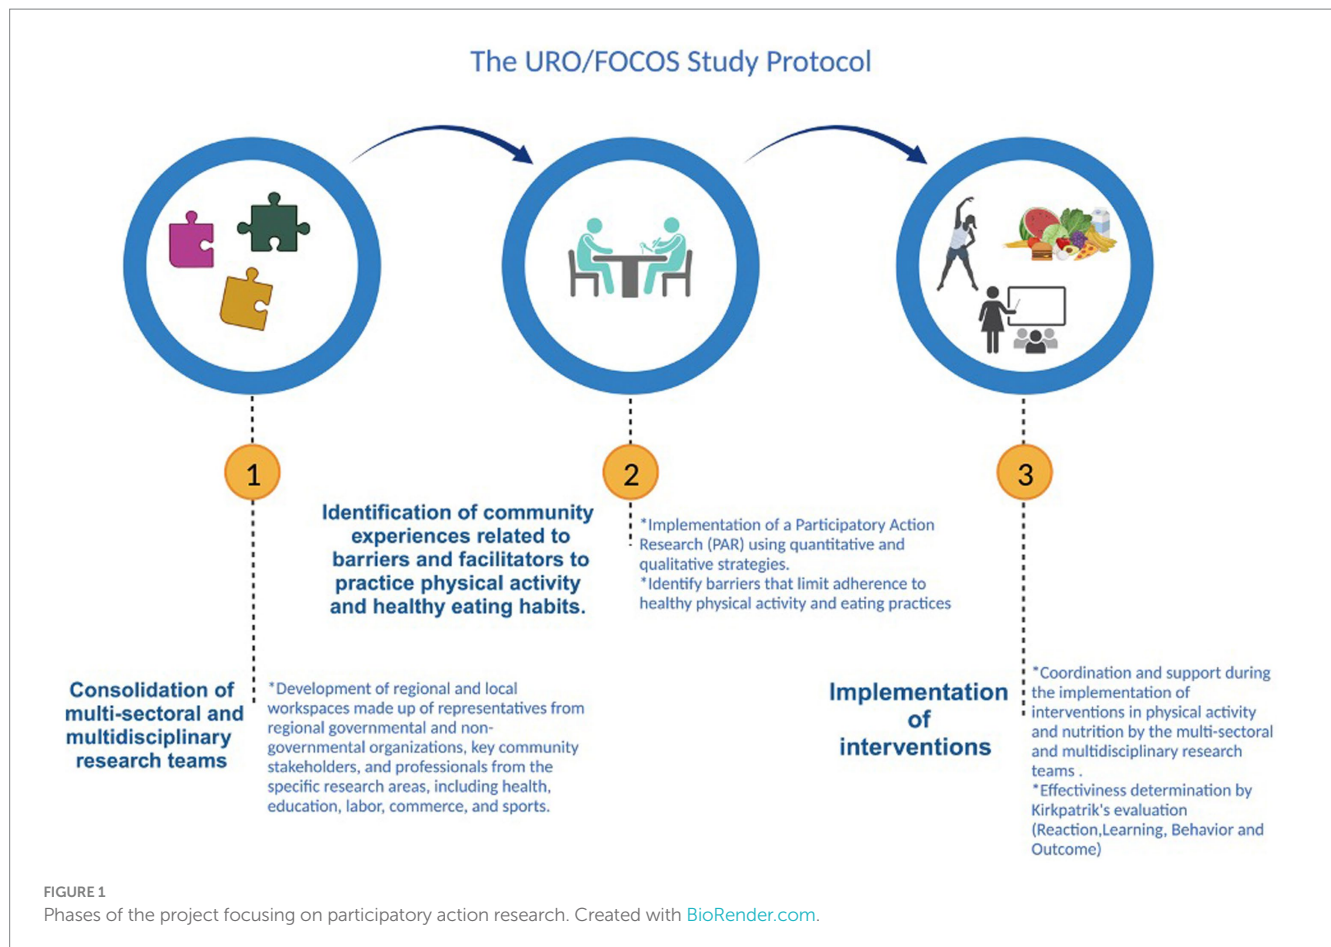 The URO/FOCOS Study Protocol
1
2
3
Identification of community
experiences related to
barriers and facilitators to
practice physical activity
and healthy eating habits.
*Implementation of a Participatory Action
Research (PAR) using quantitative and
qualitative strategies.
*Identify barriers that limit adherence to
healthy physical activity and eating practices
Consolidation of
multi-sectoral and
multidisciplinary
research teams
*Development of regional and local
workspaces made up of representatives from
regional governmental and non-
governmental organizations, key community
stakeholders, and professionals from the
specific research areas, including health,
education, labor, commerce, and sports.
Implementation
of
interventions
*Coordination and support during
the implementation of
interventions in physical activity
and nutrition by the multi-sectoral
and multidisciplinary research
teams .
*Effectiviness determination by
Kirkpatrik's evaluation
(Reaction,Learning, Behavior and
Outcome)
FIGURE 1
Phases of the project focusing on participatory action research. Created with BioRender.com.